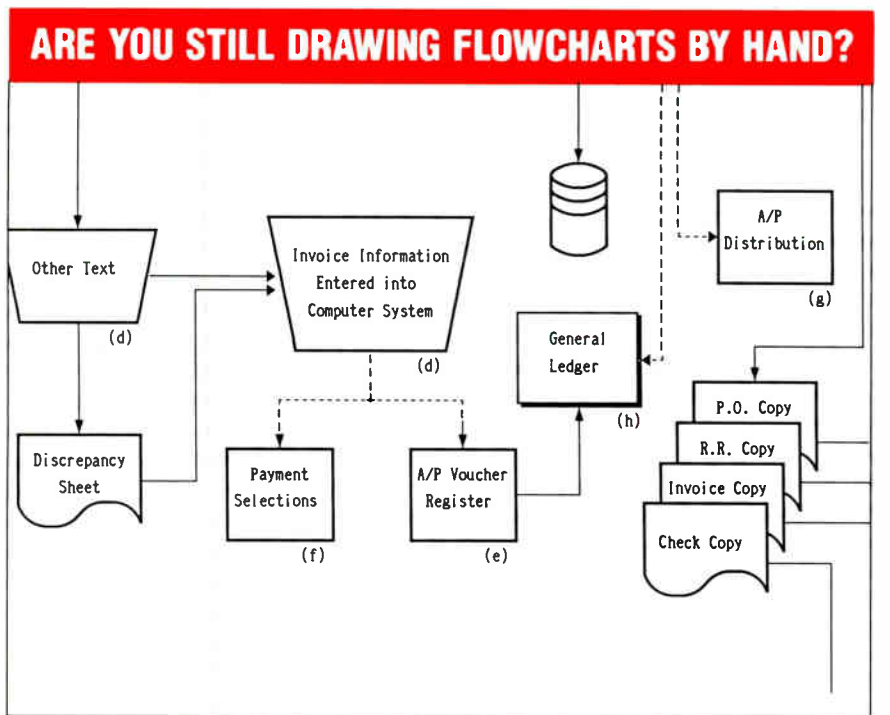 ARE YOU STILL DRAWING FLOWCHARTS BY HAND?
Other Text
(d)
Invoice Information
Entered into
Computer System
(d)
A/P
Distribution
(g)
General
Ledger
(h)
P.O. Copy
R.R. Copy
Invoice Copy
Check Copy
Discrepancy
Sheet
Payment
Selections
(f)
A/P Voucher
Register
(e)